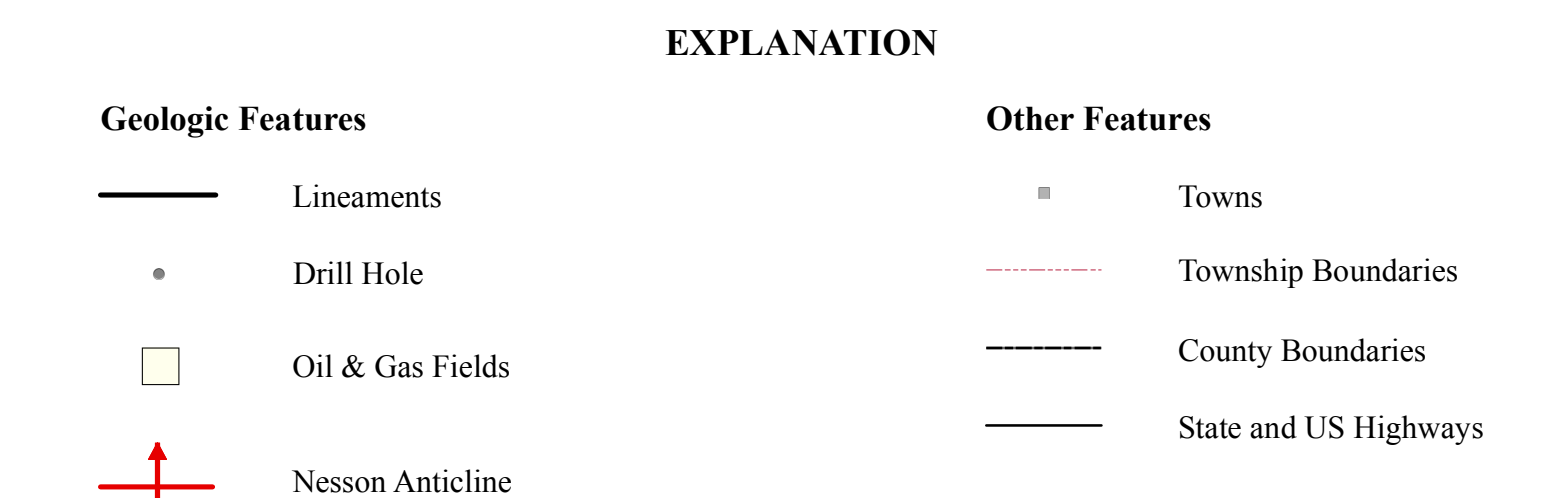 EXPLANATION
Geologic Features
Lineaments
Drill Hole
Oil & Gas Fields
Nesson Anticline
Other Features
Towns
Township Boundaries
County Boundaries
State and US Highways